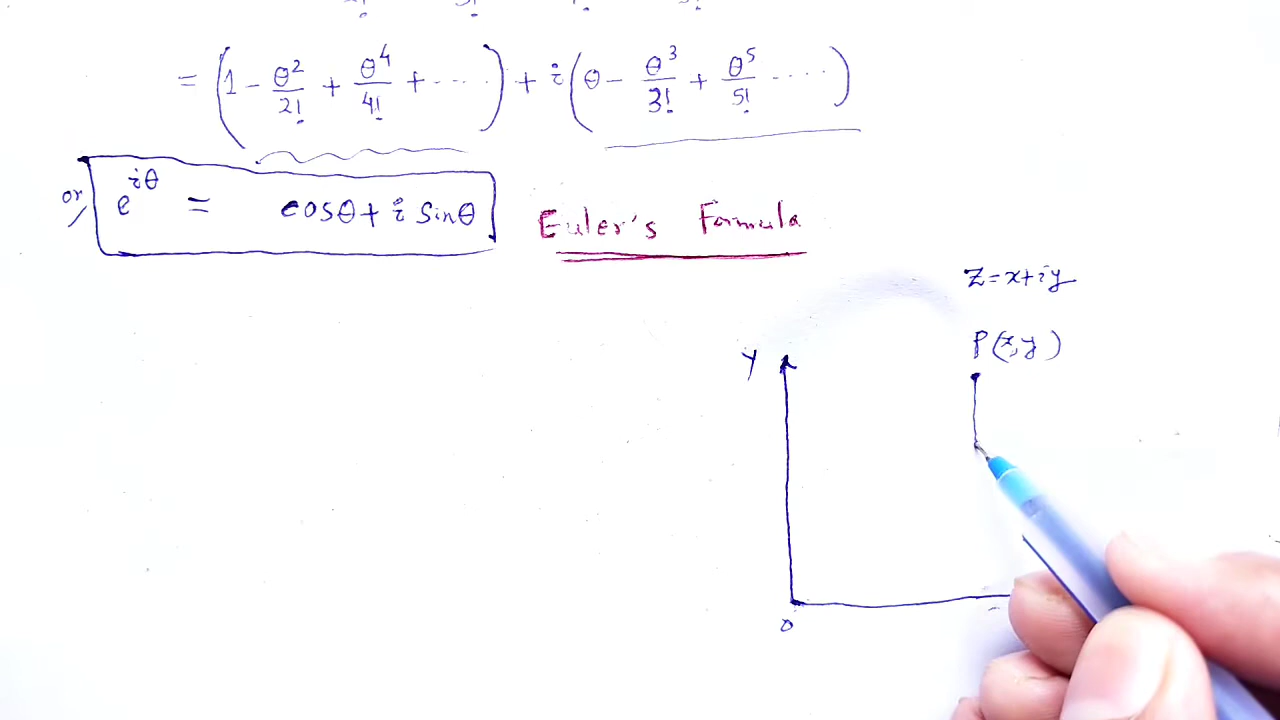 = (1 - θ²/2! + θ⁴/4! + ....) + i(θ - θ³/3! + θ⁵/5! ....)
or, e^{iθ} = cosθ + i sinθ Euler's Formula
z = x+iy
P(x,y)
Y
O